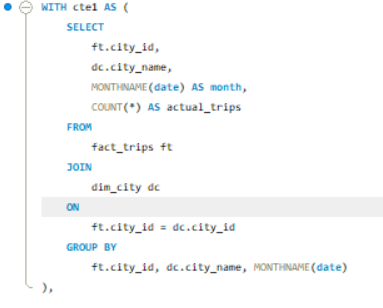 WITH cte1 AS (
SELECT
ft.city_id,
dc.city_name,
MONTHNAME(date) AS month,
COUNT(*) AS actual_trips
FROM
fact_trips ft
JOIN
dim_city dc
ON
ft.city_id = dc.city_id
GROUP BY
ft.city_id, dc.city_name, MONTHNAME(date)
),